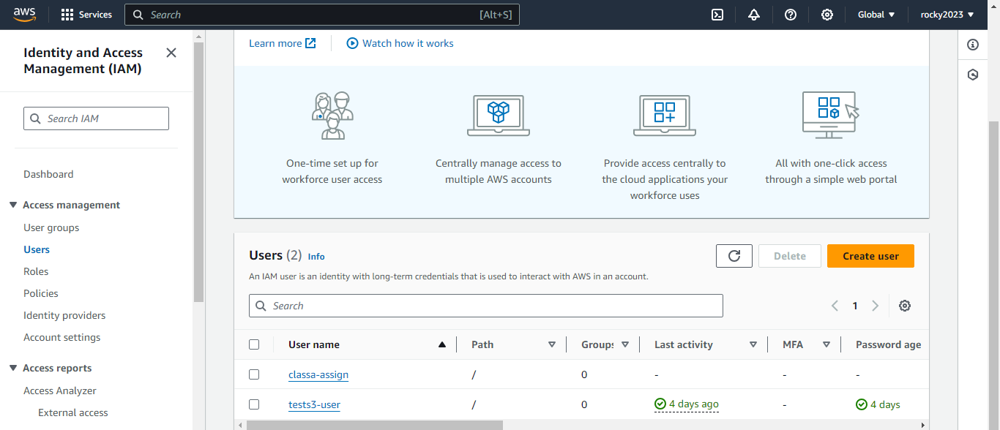 aws
Services
Search
[Alt+S]
Global
rocky2023
Identity and Access
Management (IAM)
Search IAM
Dashboard
Access management
User groups
Users
Roles
Policies
Identity providers
Account settings
Access reports
Access Analyzer
External access
Learn more
Watch how it works
One-time set up for
workforce user access
Centrally manage access to
multiple AWS accounts
Provide access centrally to
the cloud applications your
workforce uses
All with one-click access
through a simple web portal
Users (2) Info
Delete
Create user
An IAM user is an identity with long-term credentials that is used to interact with AWS in an account.
Search
1
User name Path Groups Last activity MFA Password age
classa-assign / 0 - - -
tests3-user / 0 4 days ago - 4 days